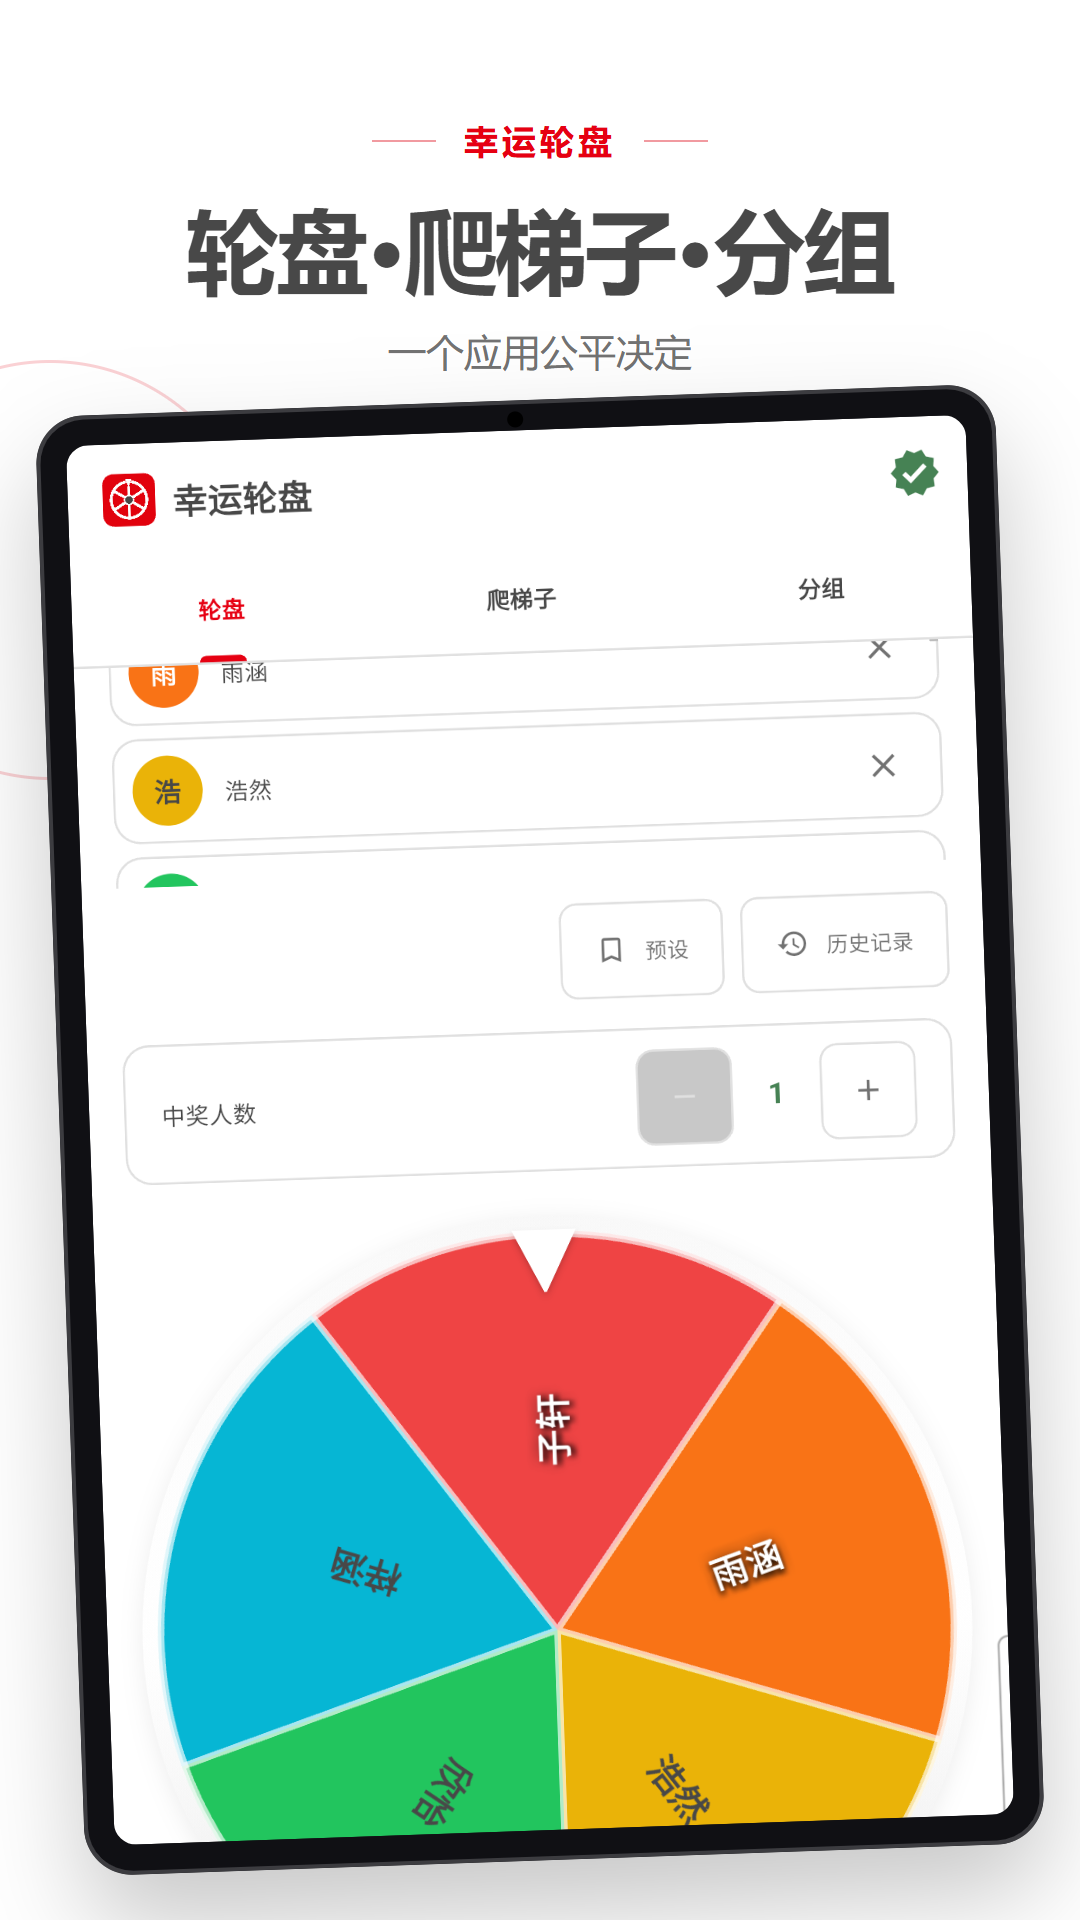 幸运轮盘
轮盘·爬梯子·分组
一个应用公平决定
幸运轮盘
轮盘
爬梯子
分组
雨 雨涵
浩 浩然
预设
历史记录
中奖人数
1
子轩
雨涵
梓涵
浩然
欣怡